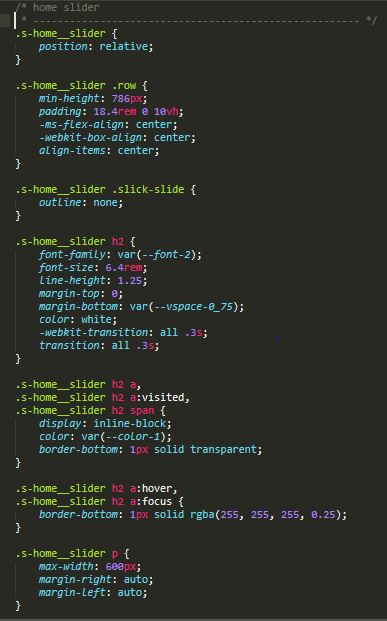 /* home slider
 * --------------------------------------------------- */
.s-home__slider {
    position: relative;
}

.s-home__slider .row {
    min-height: 786px;
    padding: 18.4rem 0 10vh;
    -ms-flex-align: center;
    -webkit-box-align: center;
    align-items: center;
}

.s-home__slider .slick-slide {
    outline: none;
}

.s-home__slider h2 {
    font-family: var(--font-2);
    font-size: 6.4rem;
    line-height: 1.25;
    margin-top: 0;
    margin-bottom: var(--vspace-0_75);
    color: white;
    -webkit-transition: all .3s;
    transition: all .3s;
}

.s-home__slider h2 a,
.s-home__slider h2 a:visited,
.s-home__slider h2 span {
    display: inline-block;
    color: var(--color-1);
    border-bottom: 1px solid transparent;
}

.s-home__slider h2 a:hover,
.s-home__slider h2 a:focus {
    border-bottom: 1px solid rgba(255, 255, 255, 0.25);
}

.s-home__slider p {
    max-width: 600px;
    margin-right: auto;
    margin-left: auto;
}